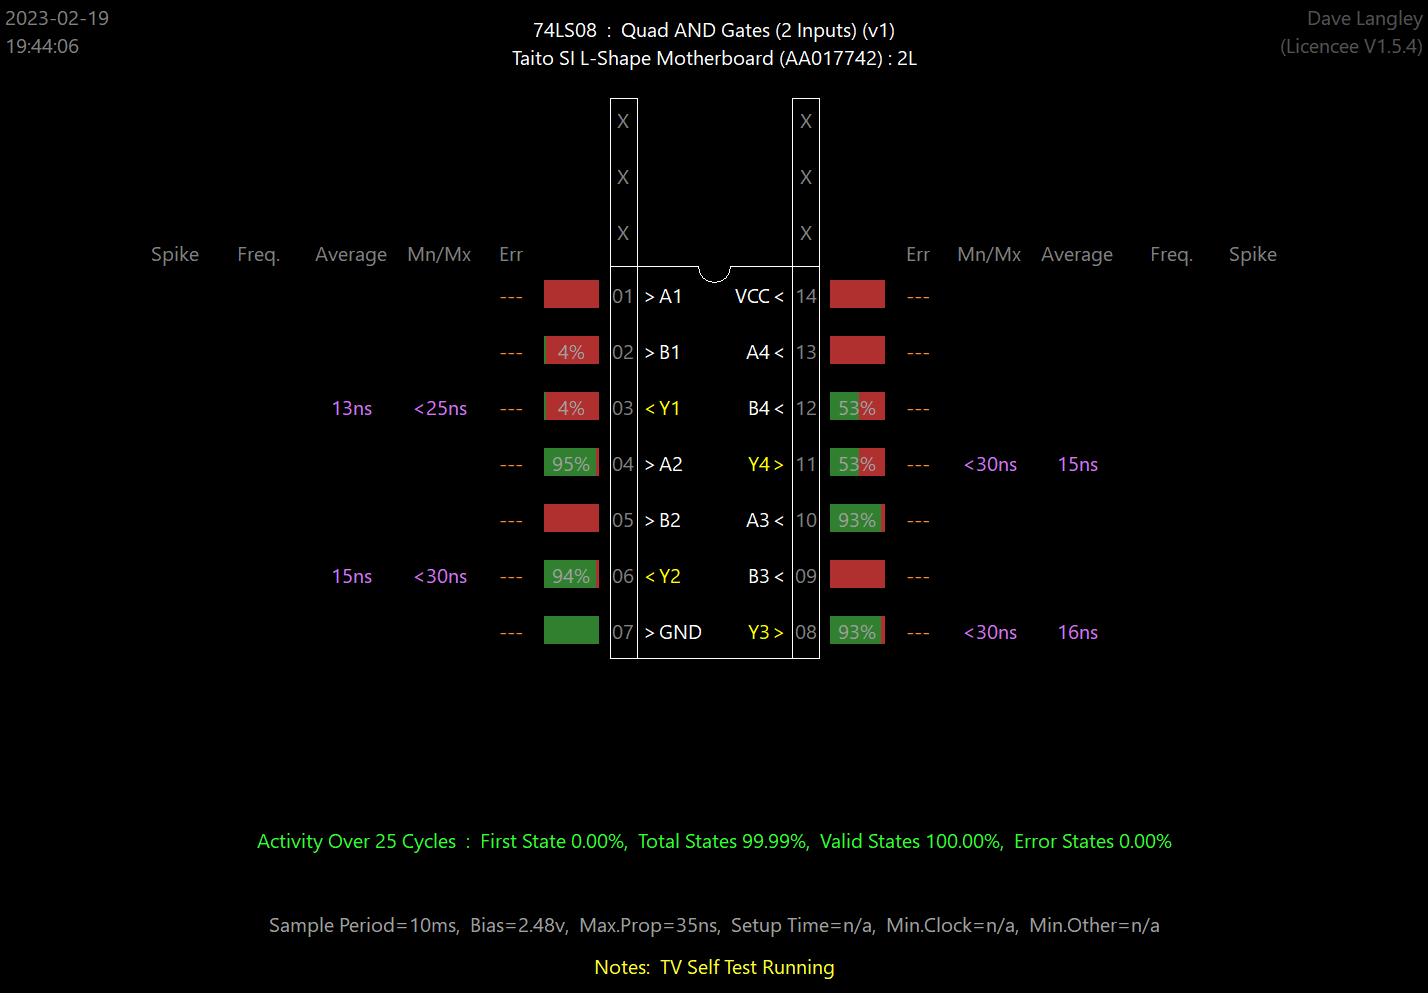 2023-02-19
19:44:06
74LS08 : Quad AND Gates (2 Inputs) (v1)
Taito SI L-Shape Motherboard (AA017742) : 2L
Dave Langley
(Licencee V1.5.4)
X X
X X
X X
Spike Freq. Average Mn/Mx Err Err Mn/Mx Average Freq. Spike
--- 01 >A1 VCC< 14 ---
--- 4% 02 >B1 A4< 13 ---
13ns <25ns --- 4% 03 <Y1 B4< 12 53% ---
--- 95% 04 >A2 Y4> 11 53% --- <30ns 15ns
--- 05 >B2 A3< 10 93% ---
15ns <30ns --- 94% 06 <Y2 B3< 09 ---
--- 07 >GND Y3> 08 93% --- <30ns 16ns
Activity Over 25 Cycles : First State 0.00%, Total States 99.99%, Valid States 100.00%, Error States 0.00%
Sample Period=10ms, Bias=2.48v, Max.Prop=35ns, Setup Time=n/a, Min.Clock=n/a, Min.Other=n/a
Notes: TV Self Test Running